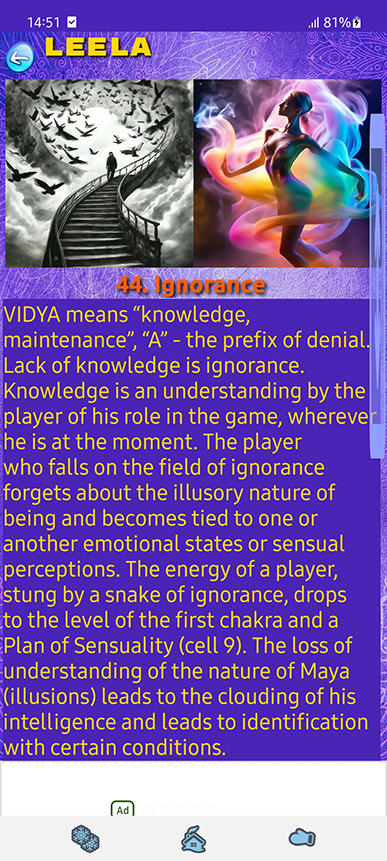 14:51 81%
LEELA
44. Ignorance
VIDYA means “knowledge,
maintenance”, “A” - the prefix of denial.
Lack of knowledge is ignorance.
Knowledge is an understanding by the
player of his role in the game, wherever
he is at the moment. The player
who falls on the field of ignorance
forgets about the illusory nature of
being and becomes tied to one or
another emotional states or sensual
perceptions. The energy of a player,
stung by a snake of ignorance, drops
to the level of the first chakra and a
Plan of Sensuality (cell 9). The loss of
understanding of the nature of Maya
(illusions) leads to the clouding of his
intelligence and leads to identification
with certain conditions.
Ad